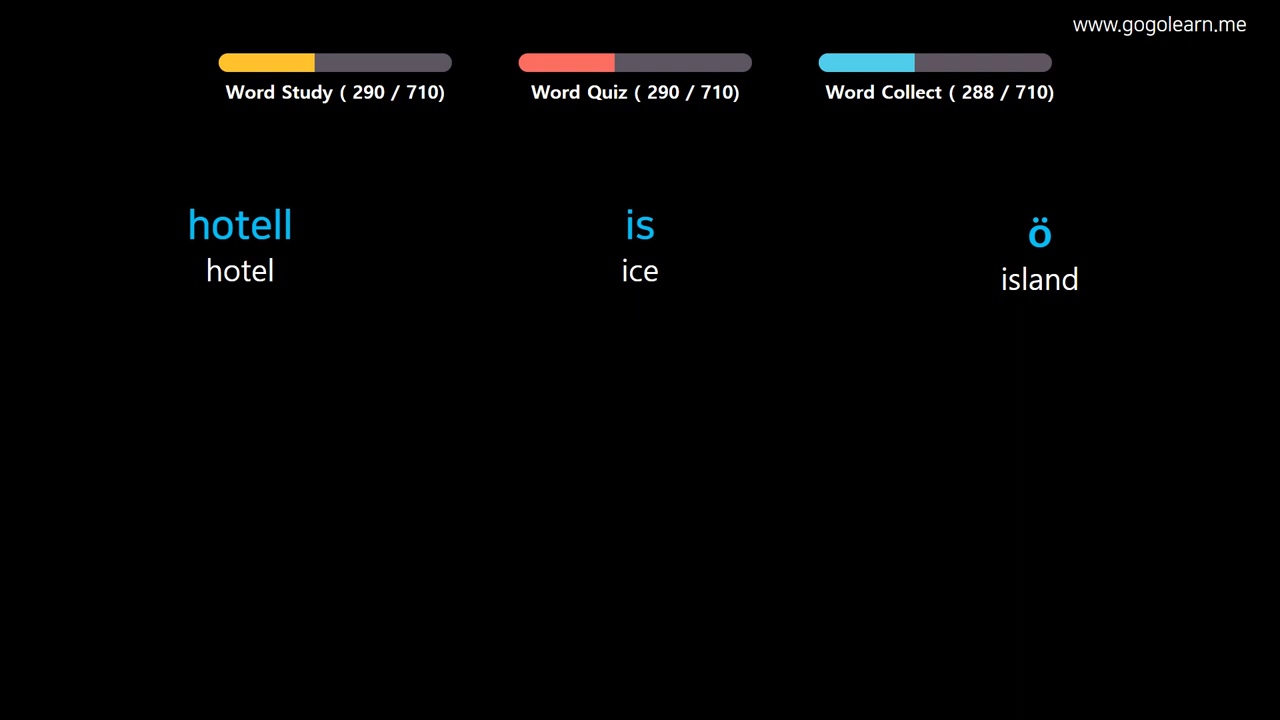 www.gogolearn.me
Word Study ( 290 / 710)
Word Quiz ( 290 / 710)
Word Collect ( 288 / 710)
hotell
hotel
is
ice
ö
island